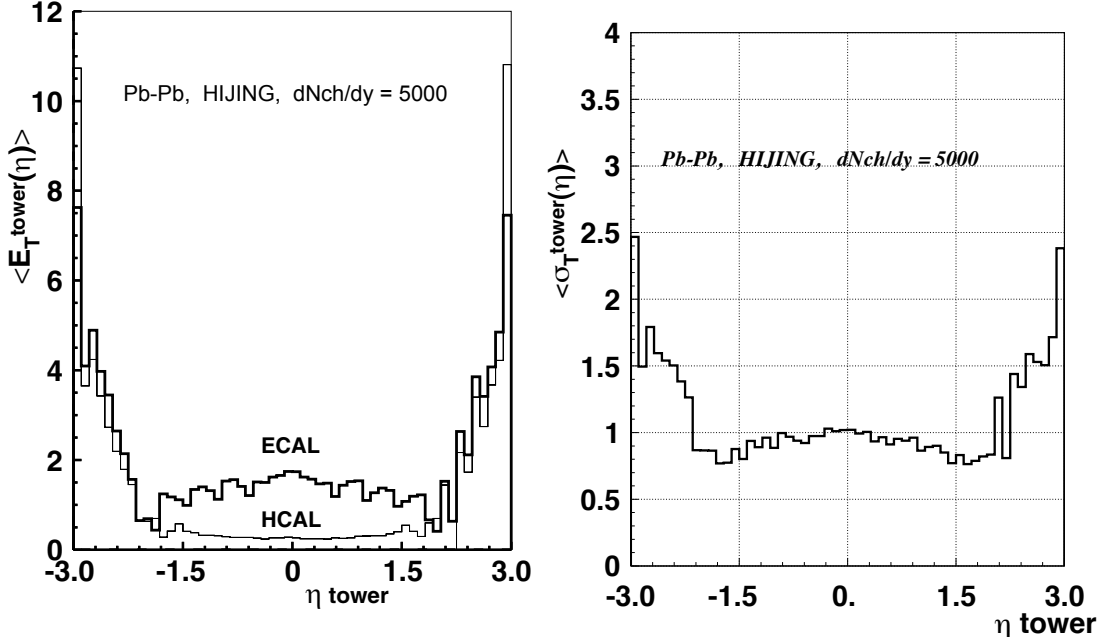 12
10
8
6
4
2
0
<E_T^tower(η)>
Pb-Pb, HIJING, dNch/dy = 5000
ECAL
HCAL
-3.0 -1.5 0 1.5 3.0
η tower
4
3.5
3
2.5
2
1.5
1
0.5
0
<σ_T^tower(η)>
Pb-Pb, HIJING, dNch/dy = 5000
-3.0 -1.5 0. 1.5 3.0
η tower